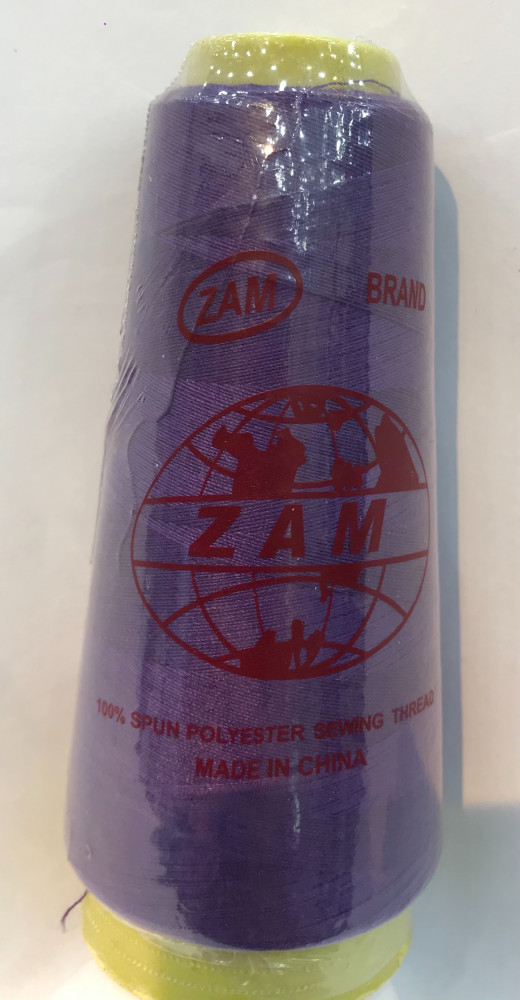 ZAM BRAND
ZAM
100% SPUN POLYESTER SEWING THREAD
MADE IN CHINA